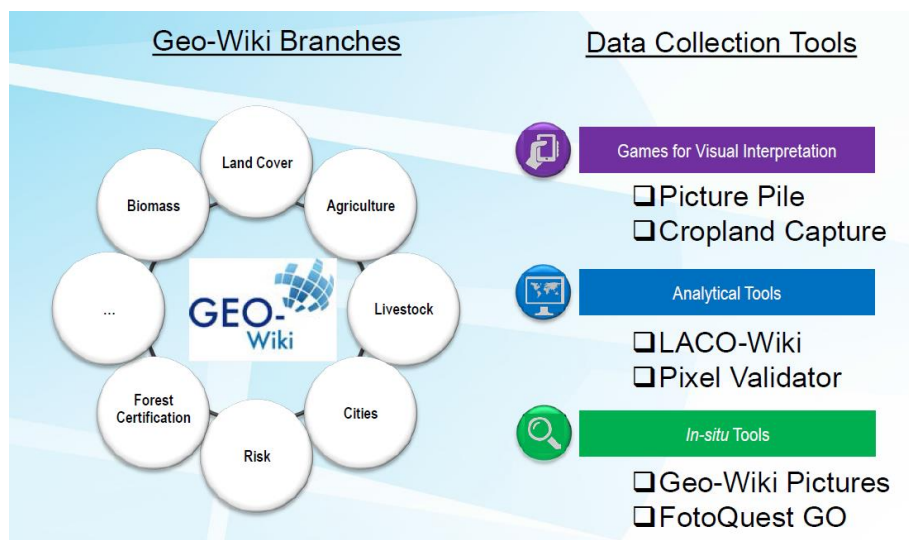 Geo-Wiki Branches
Land Cover
Agriculture
Livestock
Cities
Risk
Forest
Certification
...
Biomass
GEO-
Wiki
Data Collection Tools
Games for Visual Interpretation
❑Picture Pile
❑Cropland Capture
Analytical Tools
❑LACO-Wiki
❑Pixel Validator
In-situ Tools
❑Geo-Wiki Pictures
❑FotoQuest GO